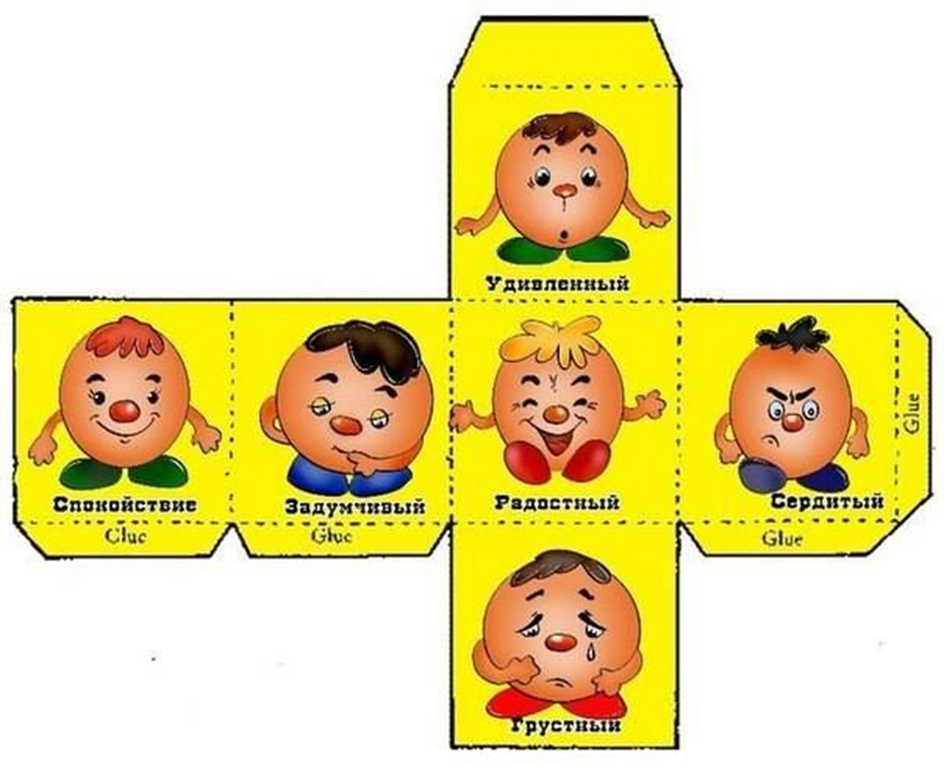 Удивленный
Спокойствие
Задумчивый
Радостный
Сердитый
Glue
Glue
Glue
Glue
Грустный